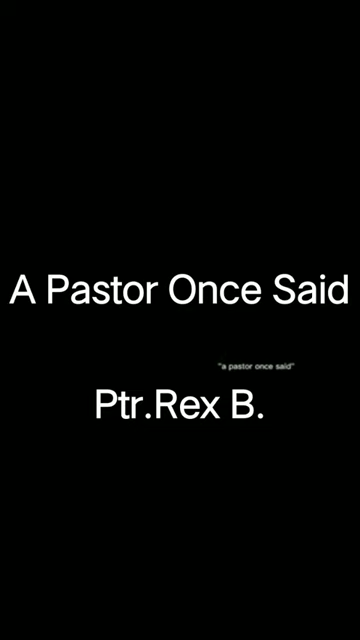 A Pastor Once Said
"a pastor once said"
Ptr.Rex B.